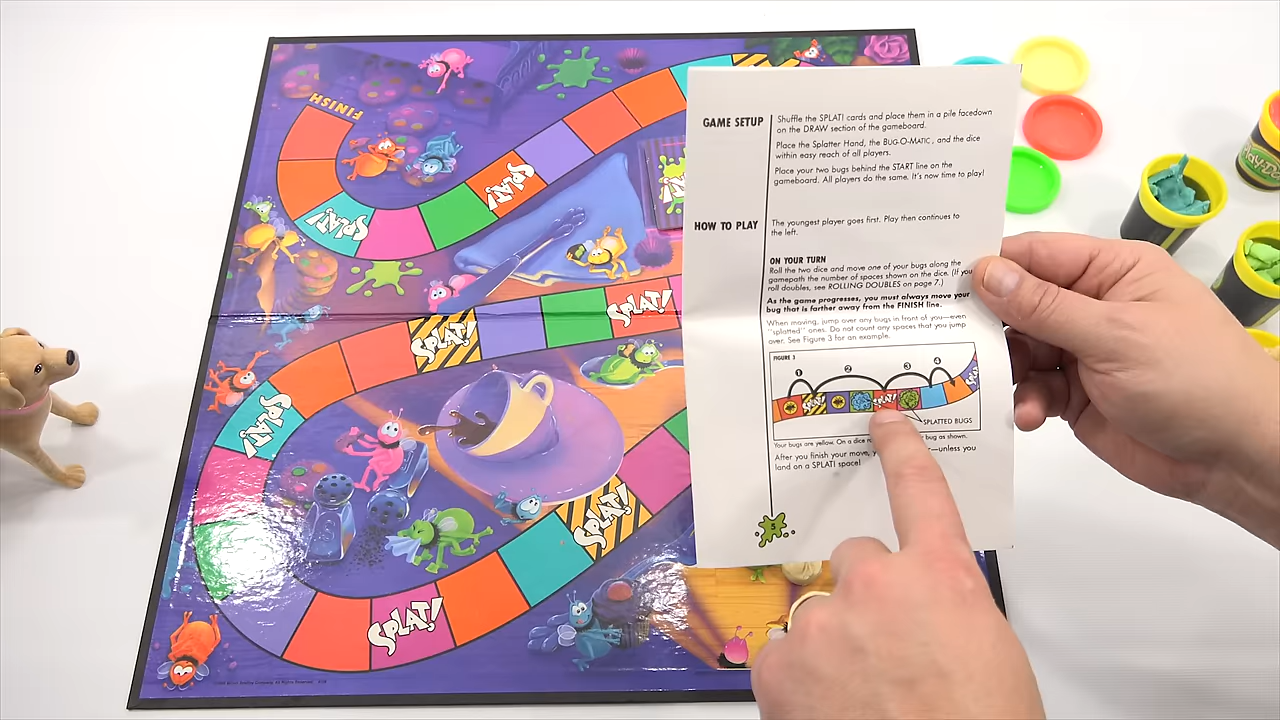 FINISH
SPLAT!
SPLAT!
SPLAT!
SPLAT!
SPLAT!
SPLAT!
SPLAT!
GAME SETUP
Shuffle the SPLAT! cards and place them in a pile facedown
on the DRAW section of the gameboard.
Place the Splatter Hand, the BUG-O-MATIC, and the dice
within easy reach of all players.
Place your two bugs behind the START line on the
gameboard. All players do the same. It's now time to play!
HOW TO PLAY
The youngest player goes first. Play then continues to
the left.
ON YOUR TURN
Roll the two dice and move one of your bugs along the
gamepath the number of spaces shown on the dice. (If you
roll doubles, see ROLLING DOUBLES on page 7.)
As the game progresses, you must always move your
bug that is farther away from the FINISH line.
When moving, jump over any bugs in front of you—even
"splatted" ones. Do not count any spaces that you jump
over. See Figure 3 for an example.
FIGURE 3
1 2 3 4
SPLAT!
SPLAT!
SPLATTED BUGS
Your bugs are yellow. On a dice bug as shown.
After you finish your move, —unless you
land on a SPLAT! space!
5
PLAY-DOH